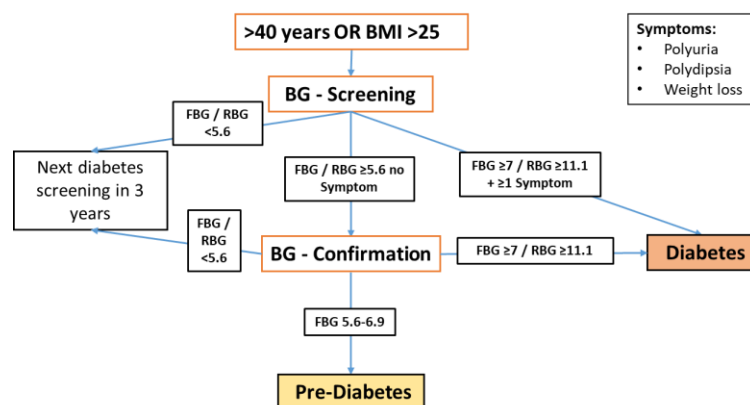 >40 years OR BMI >25
Symptoms:
• Polyuria
• Polydipsia
• Weight loss
BG - Screening
FBG / RBG
<5.6
Next diabetes
screening in 3
years
FBG / RBG ≥5.6 no
Symptom
FBG ≥7 / RBG ≥11.1
+ ≥1 Symptom
FBG /
RBG
<5.6
BG - Confirmation
FBG ≥7 / RBG ≥11.1
Diabetes
FBG 5.6-6.9
Pre-Diabetes